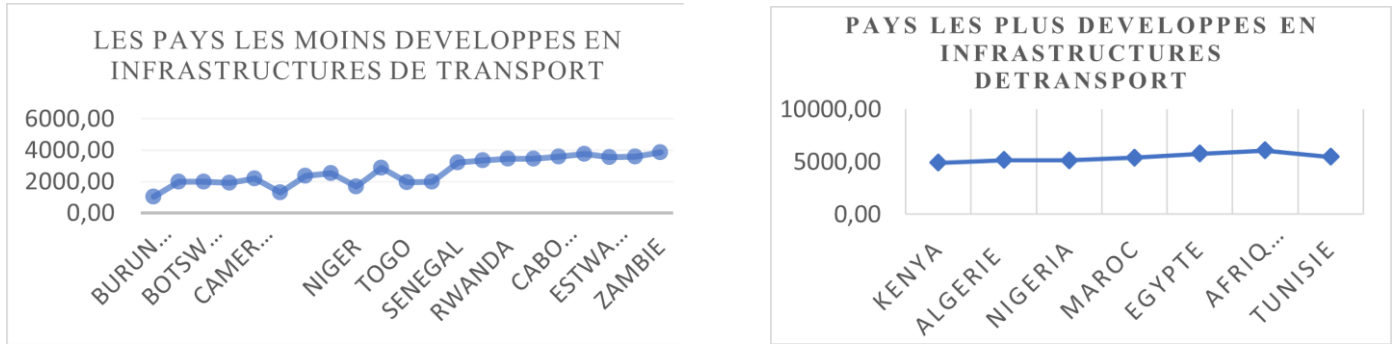 LES PAYS LES MOINS DEVELOPPES EN
INFRASTRUCTURES DE TRANSPORT
6000,00
4000,00
2000,00
0,00
BURUN...
BOTSW...
CAMER...
NIGER
TOGO
SENEGAL
RWANDA
CABO...
ESTWA...
ZAMBIE
PAYS LES PLUS DEVELOPPES EN
INFRASTRUCTURES
DETRANSPORT
10000,00
5000,00
0,00
KENYA
ALGERIE
NIGERIA
MAROC
EGYPTE
AFRIQ...
TUNISIE